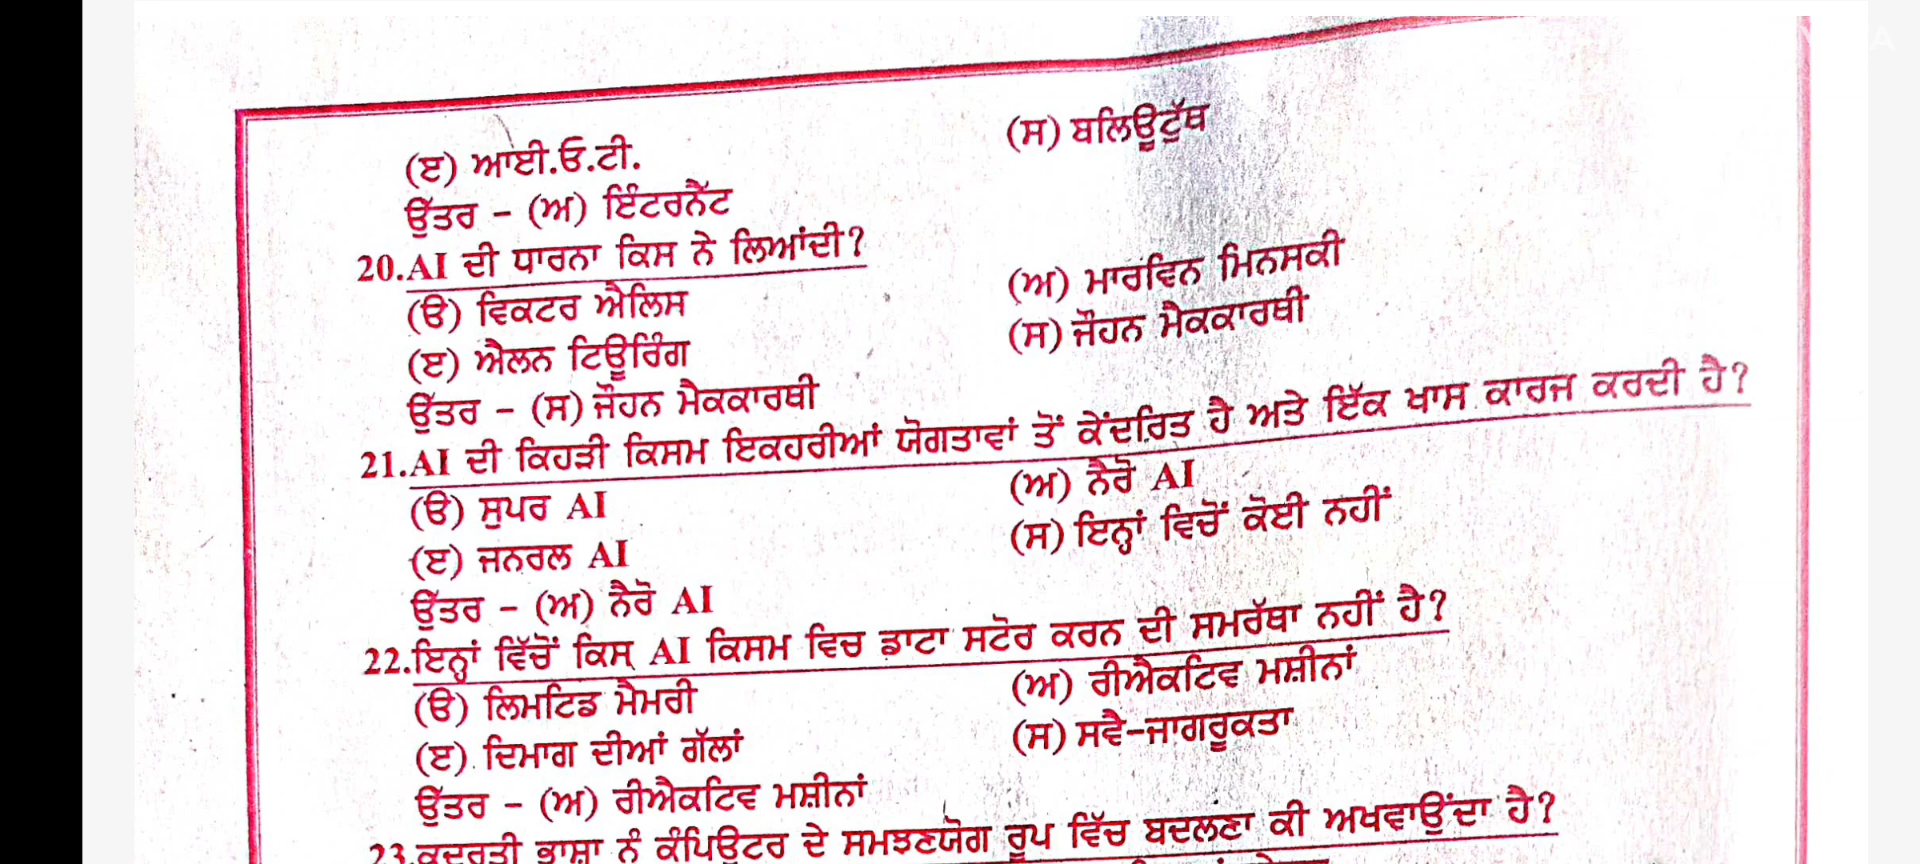 (ਸ) ਬਲਿਊਟੁੱਥ
(ੲ) ਆਈ.ਓ.ਟੀ.
ਉੱਤਰ - (ਅ) ਇੰਟਰਨੈੱਟ
20.AI ਦੀ ਧਾਰਨਾ ਕਿਸ ਨੇ ਲਿਆਂਦੀ?
(ੳ) ਵਿਕਟਰ ਐਲਿਸ (ਅ) ਮਾਰਵਿਨ ਮਿਨਸਕੀ
(ੲ) ਐਲਨ ਟਿਊਰਿੰਗ (ਸ) ਜੌਹਨ ਮੈਕਕਾਰਥੀ
ਉੱਤਰ - (ਸ) ਜੌਹਨ ਮੈਕਕਾਰਥੀ
21.AI ਦੀ ਕਿਹੜੀ ਕਿਸਮ ਇਕਹਰੀਆਂ ਯੋਗਤਾਵਾਂ ਤੋਂ ਕੇਂਦਰਿਤ ਹੈ ਅਤੇ ਇੱਕ ਖਾਸ ਕਾਰਜ ਕਰਦੀ ਹੈ?
(ੳ) ਸੁਪਰ AI (ਅ) ਨੈਰੋ AI
(ੲ) ਜਨਰਲ AI (ਸ) ਇਨ੍ਹਾਂ ਵਿਚੋਂ ਕੋਈ ਨਹੀਂ
ਉੱਤਰ - (ਅ) ਨੈਰੋ AI
22.ਇਨ੍ਹਾਂ ਵਿੱਚੋਂ ਕਿਸ AI ਕਿਸਮ ਵਿਚ ਡਾਟਾ ਸਟੋਰ ਕਰਨ ਦੀ ਸਮਰੱਥਾ ਨਹੀਂ ਹੈ?
(ੳ) ਲਿਮਟਿਡ ਮੈਮਰੀ (ਅ) ਰੀਐਕਟਿਵ ਮਸ਼ੀਨਾਂ
(ੲ) ਦਿਮਾਗ ਦੀਆਂ ਗੱਲਾਂ (ਸ) ਸਵੈ-ਜਾਗਰੂਕਤਾ
ਉੱਤਰ - (ਅ) ਰੀਐਕਟਿਵ ਮਸ਼ੀਨਾਂ
23.ਕੁਦਰਤੀ ਭਾਸ਼ਾ ਨੂੰ ਕੰਪਿਊਟਰ ਦੇ ਸਮਝਣਯੋਗ ਰੂਪ ਵਿੱਚ ਬਦਲਣਾ ਕੀ ਅਖਵਾਉਂਦਾ ਹੈ?